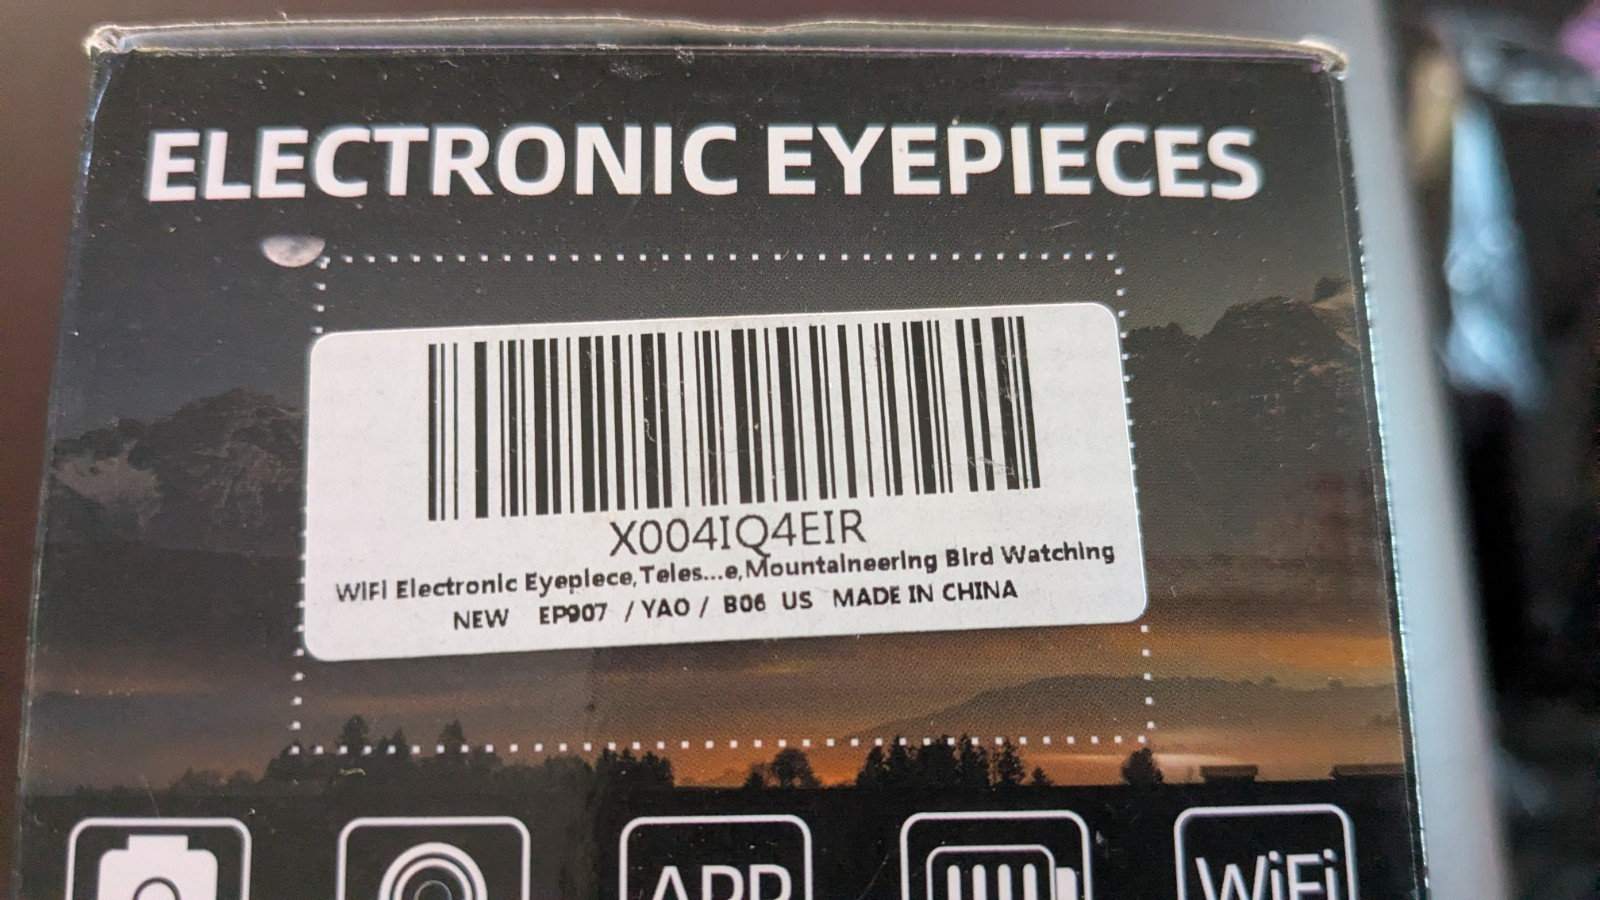 ELECTRONIC EYEPIECES
X004IQ4EIR
WiFi Electronic Eyepiece,Teles...e,Mountaineering Bird Watching
NEW EP907 / YAO / B06 US MADE IN CHINA
APP
WiFi